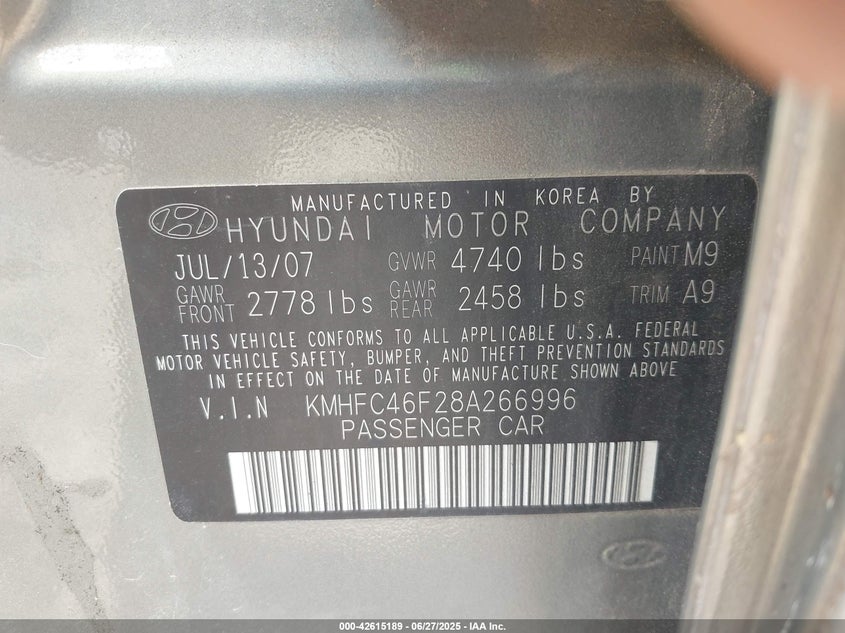 MANUFACTURED IN KOREA BY
HYUNDAI MOTOR COMPANY
JUL/13/07 GVWR 4740 lbs PAINT M9
GAWR FRONT 2778 lbs GAWR REAR 2458 lbs TRIM A9
THIS VEHICLE CONFORMS TO ALL APPLICABLE U.S.A. FEDERAL
MOTOR VEHICLE SAFETY, BUMPER, AND THEFT PREVENTION STANDARDS
IN EFFECT ON THE DATE OF MANUFACTURE SHOWN ABOVE
V.I.N KMHFC46F28A266996
PASSENGER CAR
000-42615189 - 06/27/2025 - IAA Inc.